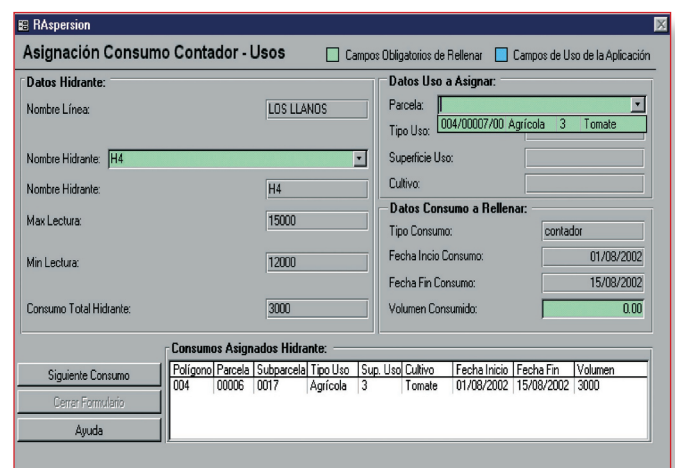 RAspersion
Asignación Consumo Contador - Usos
Campos Obligatorios de Rellenar
Campos de Uso de la Aplicación
Datos Hidrante:
Nombre Línea: LOS LLANOS
Nombre Hidrante: H4
Nombre Hidrante: H4
Max Lectura: 15000
Min Lectura: 12000
Consumo Total Hidrante: 3000
Datos Uso a Asignar:
Parcela:
004/00007/00 Agrícola 3 Tomate
Tipo Uso:
Superficie Uso:
Cultivo:
Datos Consumo a Rellenar:
Tipo Consumo: contador
Fecha Incio Consumo: 01/08/2002
Fecha Fin Consumo: 15/08/2002
Volumen Consumido: 0.00
Siguiente Consumo
Cerrar Formulario
Ayuda
Consumos Asignados Hidrante:
Polígono Parcela Subparcela Tipo Uso Sup. Uso Cultivo Fecha Inicio Fecha Fin Volumen
004 00006 0017 Agrícola 3 Tomate 01/08/2002 15/08/2002 3000